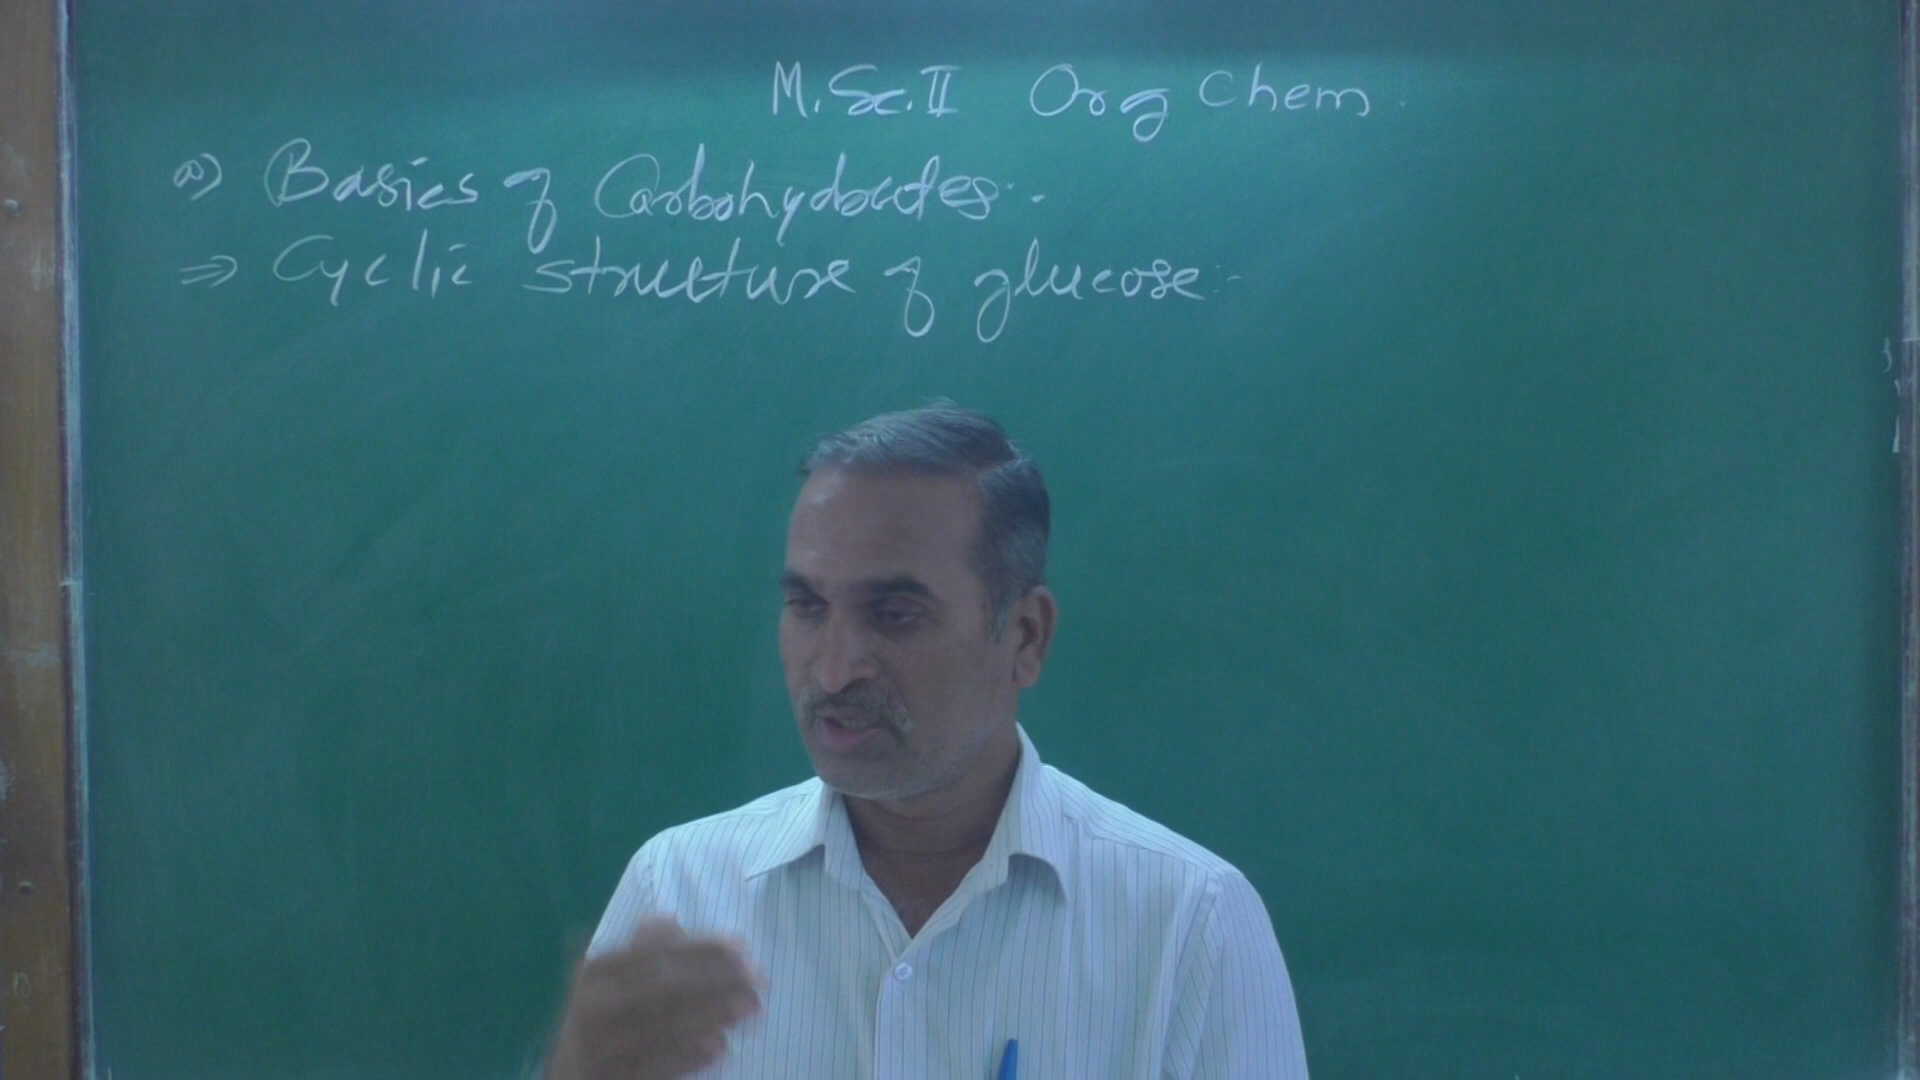 M.Sc.II Org Chem.
a) Basics of Carbohydrates:-
⇒ Cyclic structure of glucose:-